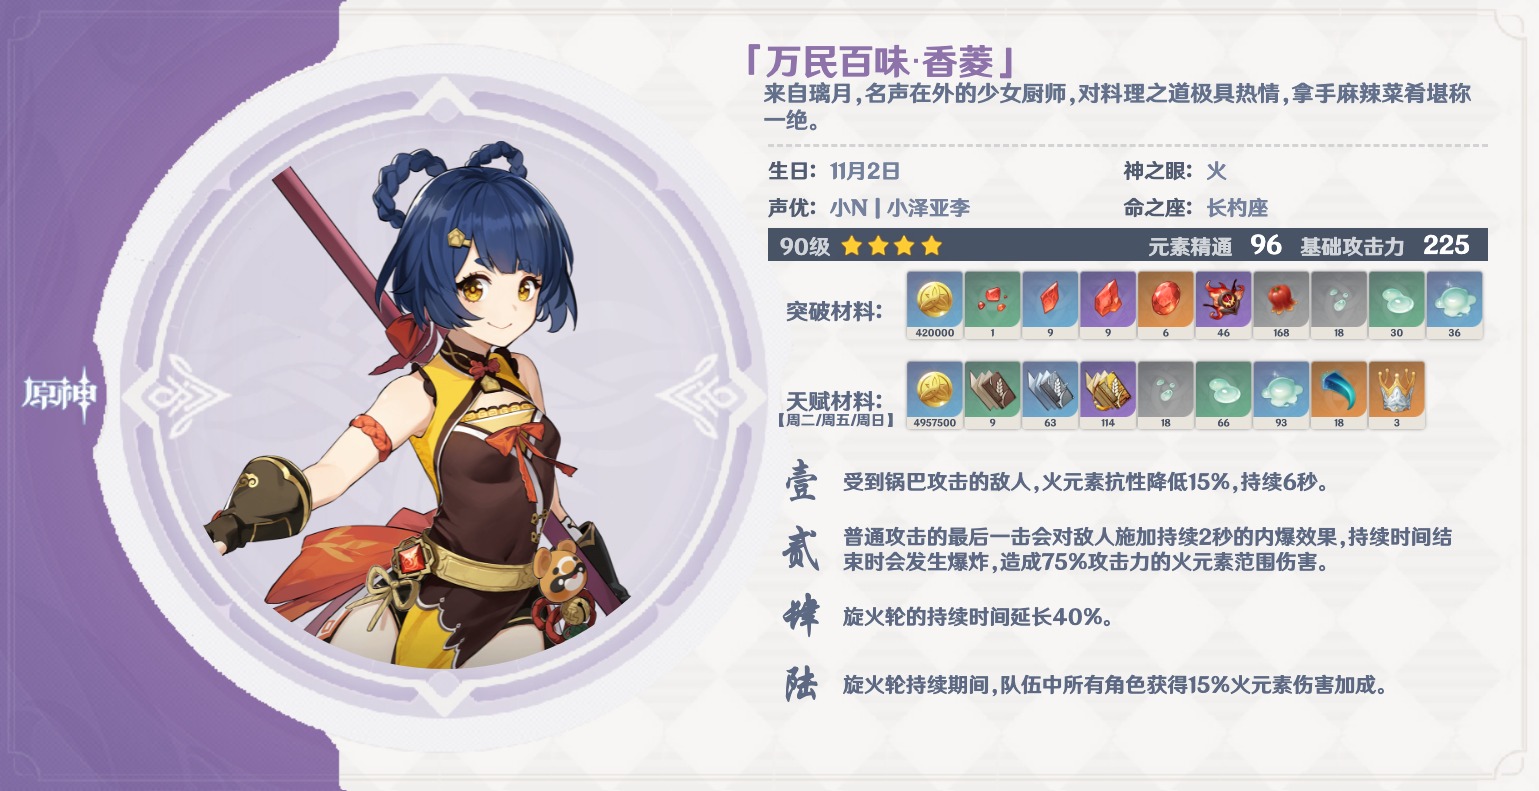 原神
「万民百味·香菱」
来自璃月,名声在外的少女厨师,对料理之道极具热情,拿手麻辣菜肴堪称
一绝。
生日: 11月2日 神之眼: 火
声优: 小N | 小泽亚李 命之座: 长杓座
90级 元素精通 96 基础攻击力 225
突破材料:
420000 1 9 9 6 46 168 18 30 36
天赋材料:
【周二/周五/周日】
4957500 9 63 114 18 66 93 18 3
壹 受到锅巴攻击的敌人,火元素抗性降低15%,持续6秒。
贰 普通攻击的最后一击会对敌人施加持续2秒的内爆效果,持续时间结
束时会发生爆炸,造成75%攻击力的火元素范围伤害。
肆 旋火轮的持续时间延长40%。
陆 旋火轮持续期间,队伍中所有角色获得15%火元素伤害加成。